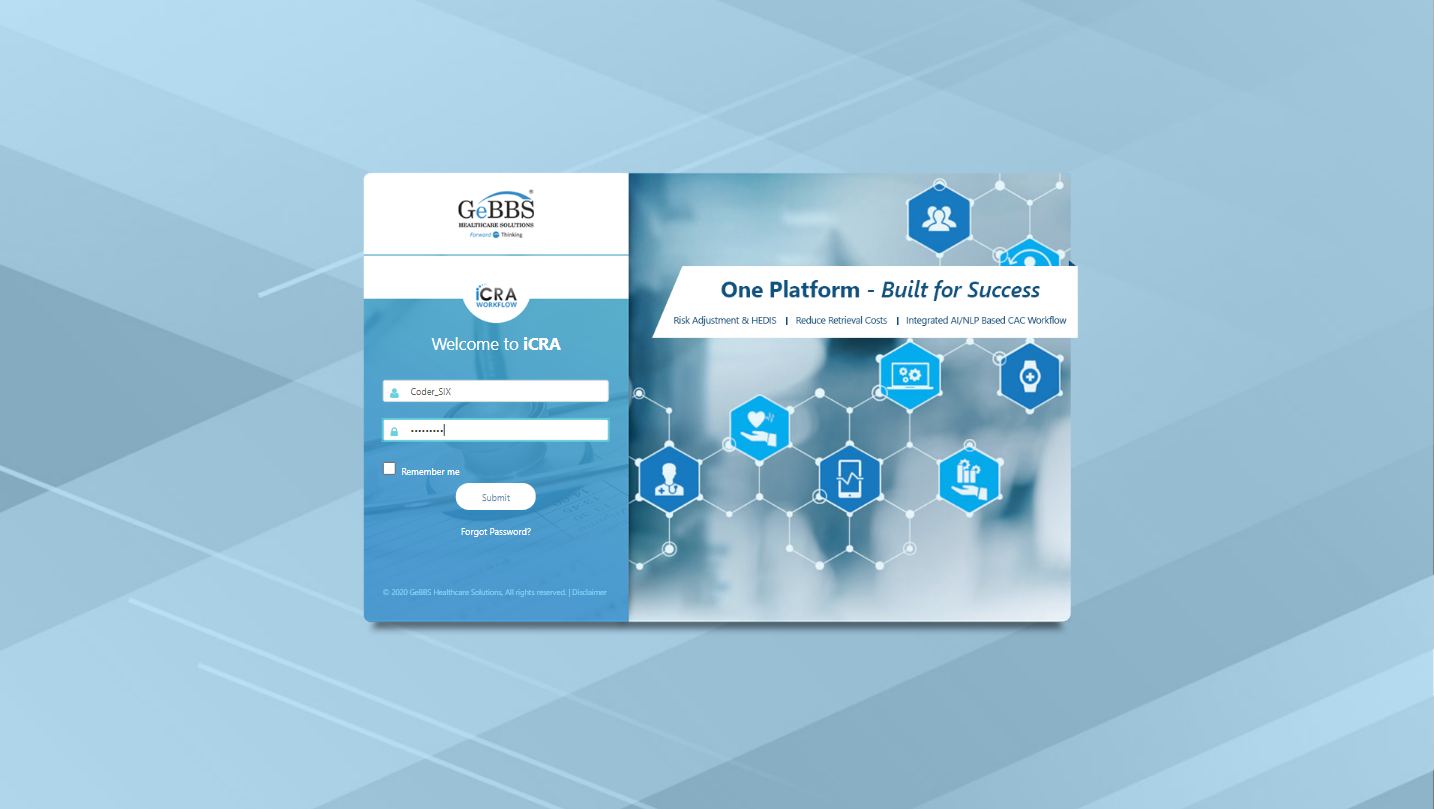 GeBBS®
HEALTHCARE SOLUTIONS
Forward Thinking
iCRA
WORKFLOW
Welcome to iCRA
Coder_SIX
•••••••••
Remember me
Submit
Forgot Password?
© 2020 GeBBS Healthcare Solutions, All rights reserved. | Disclaimer
One Platform - Built for Success
Risk Adjustment & HEDIS | Reduce Retrieval Costs | Integrated AI/NLP Based CAC Workflow